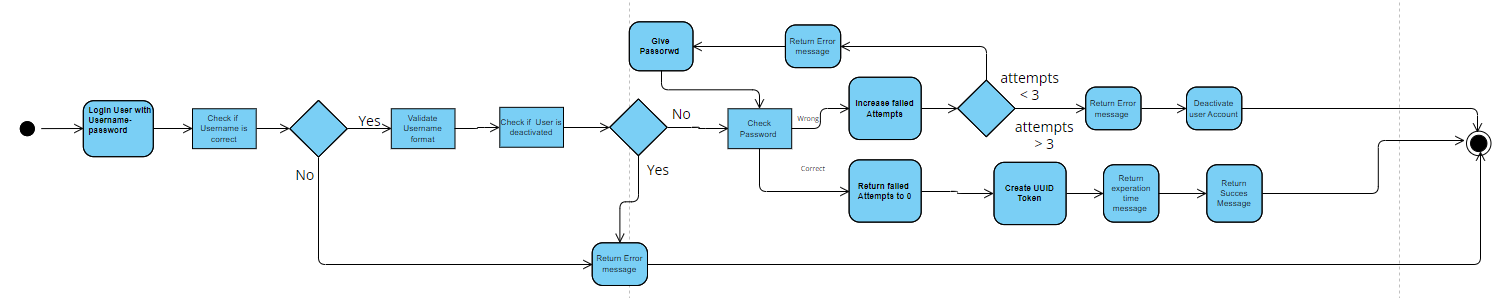 Login User with
Username-
password
Check if
Username is
correct
Yes
No
Validate
Username
format
Check if User is
deactivated
No
Yes
Return Error
message
Give
Passorwd
Check
Password
Wrong
Correct
Return Error
message
Increase failed
Attempts
attempts
< 3
attempts
> 3
Return Error
message
Deactivate
user Account
Return failed
Attempts to 0
Create UUID
Token
Return
experation
time
message
Return
Succes
Message